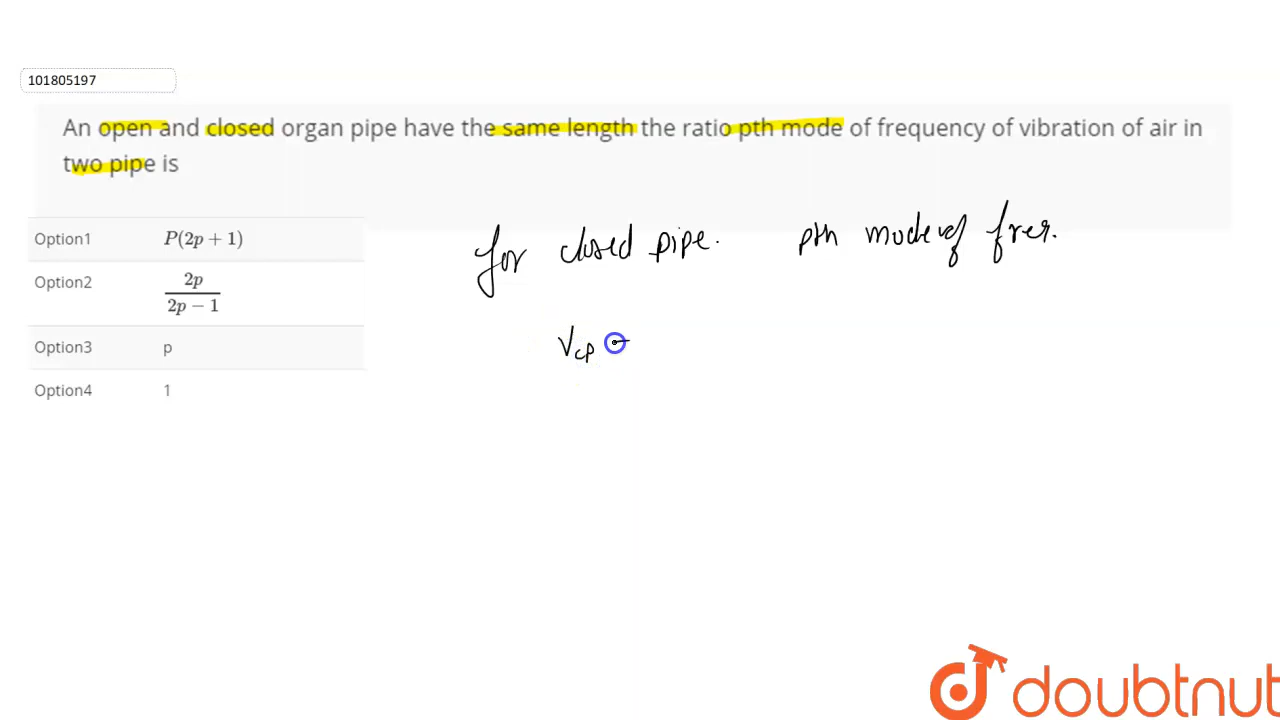 101805197
An open and closed organ pipe have the same length the ratio pth mode of frequency of vibration of air in
two pipe is
Option1 P(2p + 1)
Option2 2p/2p − 1
Option3 p
Option4 1
for closed pipe. pth mode of freq.
Vcp =
doubtnut